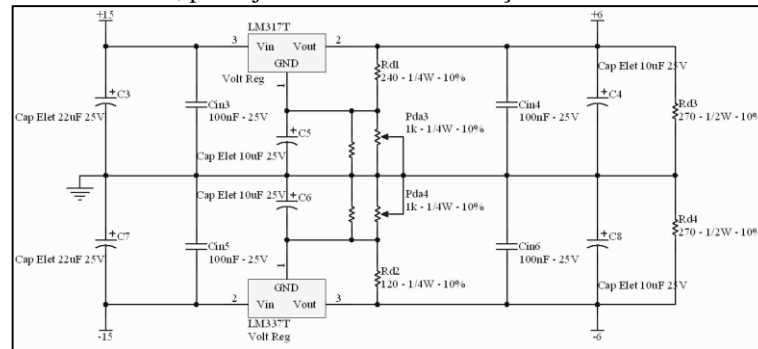 +15
LM317T
+6
3
Vin
Vout
2
GND
Volt Reg
1
Rd1
240 - 1/4W - 10%
Cap Elet 10uF 25V
C3
Cap Elet 22uF 25V
Cin3
100nF - 25V
C5
Cap Elet 10uF 25V
Pda3
1k - 1/4W - 10%
Cin4
100nF - 25V
C4
Rd3
270 - 1/2W - 10%
Cap Elet 10uF 25V
C6
Pda4
1k - 1/4W - 10%
C7
Cap Elet 22uF 25V
Cin5
100nF - 25V
1
GND
Rd2
120 - 1/4W - 10%
Cin6
100nF - 25V
C8
Cap Elet 10uF 25V
Rd4
270 - 1/2W - 10%
2
Vin
Vout
3
LM337T
Volt Reg
-15
-6